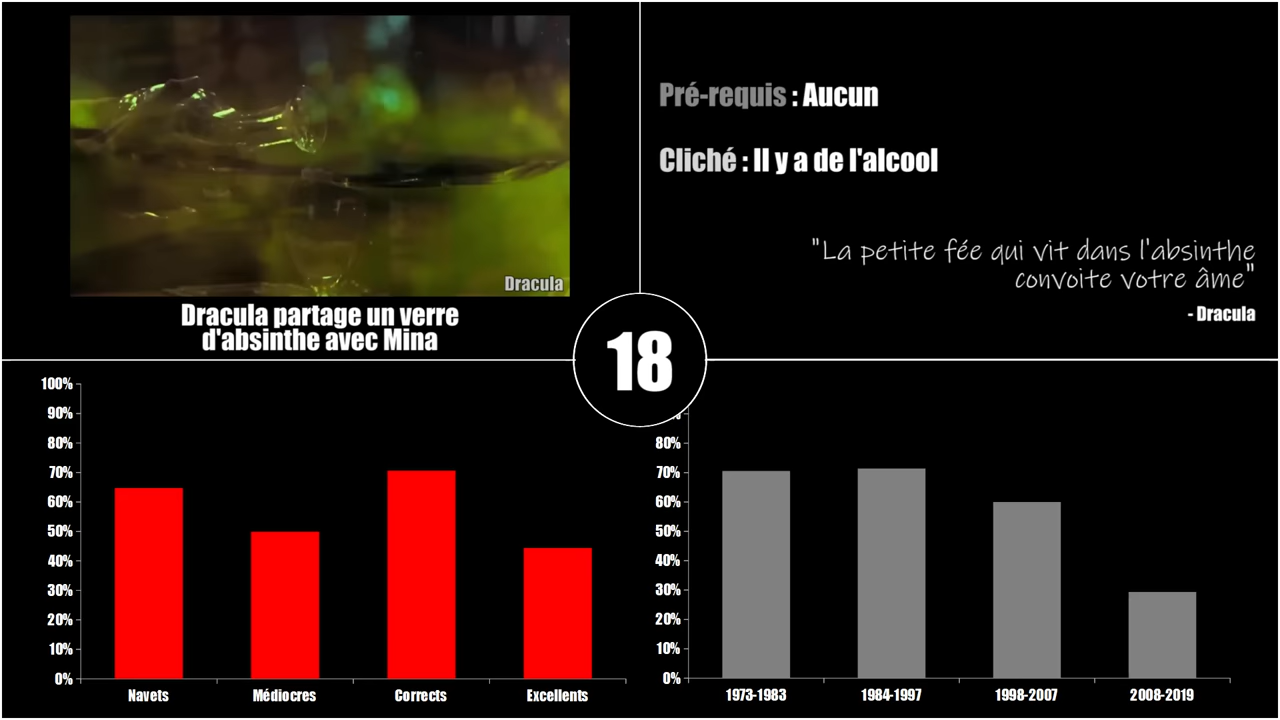 Dracula
Dracula partage un verre
d'absinthe avec Mina
Pré-requis : Aucun
Cliché : Il y a de l'alcool
"La petite fée qui vit dans l'absinthe
convoite votre âme"
- Dracula
18
100%
90%
80%
70%
60%
50%
40%
30%
20%
10%
0%
Navets Médiocres Corrects Excellents
%
80%
70%
60%
50%
40%
30%
20%
10%
0%
1973-1983 1984-1997 1998-2007 2008-2019